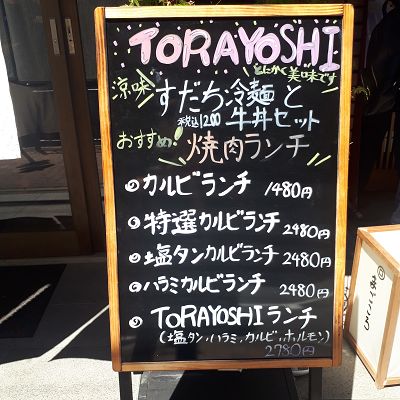 TORAYOSHI
とにかく美味です
涼味
すだち冷麺と
税込1200 牛丼セット
おすすめ!
焼肉ランチ
カルビランチ 1480円
特選カルビランチ 2980円
塩タンカルビランチ 2480円
ハラミカルビランチ 2480円
TORAYOSHIランチ
(塩タン,ハラミ,カルビ,ホルモン)
2780円